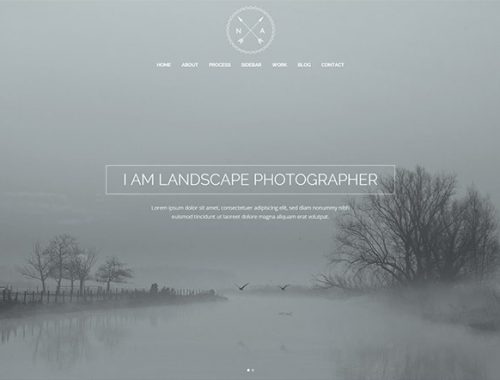 N A
HOME ABOUT PROCESS SIDEBAR WORK BLOG CONTACT
I AM LANDSCAPE PHOTOGRAPHER
Lorem ipsum dolor sit amet, consectetuer adipiscing elit, sed diam nonummy nibh
euismod tincidunt ut laoreet dolore magna aliquam erat volutpat.